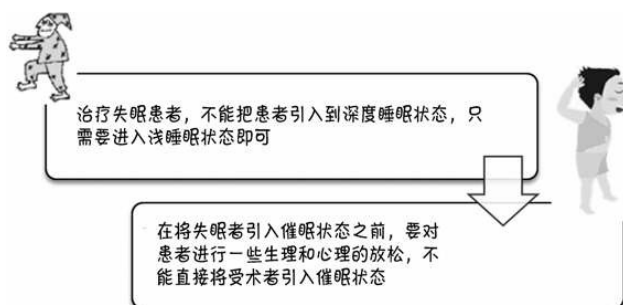 治疗失眠患者，不能把患者引入到深度睡眠状态，只
需要进入浅睡眠状态即可
在将失眠者引入催眠状态之前，要对
患者进行一些生理和心理的放松，不
能直接将受术者引入催眠状态